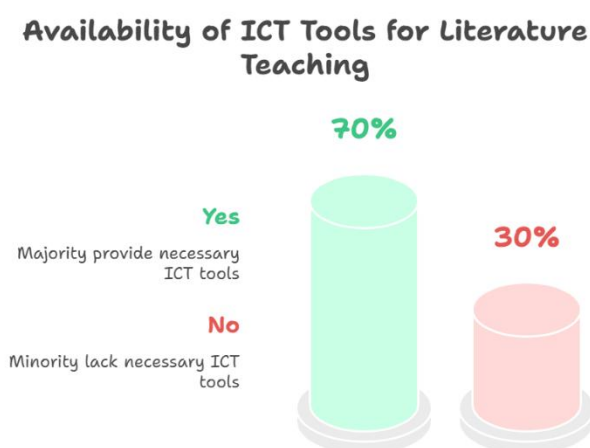 Availability of ICT Tools for Literature
Teaching
70%
Yes
Majority provide necessary
ICT tools
30%
No
Minority lack necessary ICT
tools